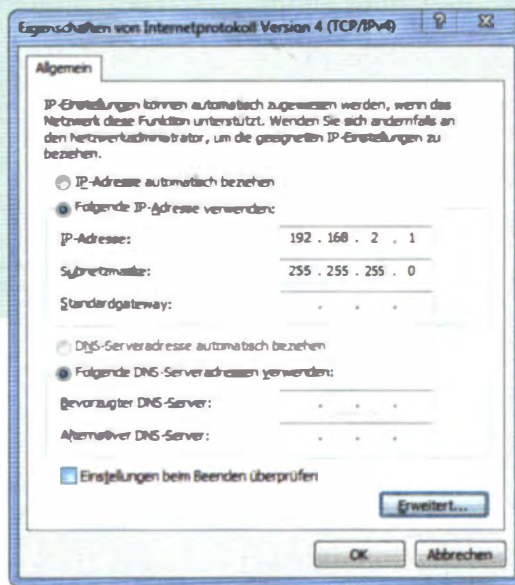 Eigenschaften von Internetprotokoll Version 4 (TCP/IPv4)
Allgemein
IP-Einstellungen können automatisch zugewiesen werden, wenn das
Netzwerk diese Funktion unterstützt. Wenden Sie sich andernfalls an
den Netzwerkadministrator, um die geeigneten IP-Einstellungen zu
beziehen.
IP-Adresse automatisch beziehen
Folgende IP-Adresse verwenden:
IP-Adresse: 192 . 168 . 2 . 1
Subnetzmaske: 255 . 255 . 255 . 0
Standardgateway: . . .
DNS-Serveradresse automatisch beziehen
Folgende DNS-Serveradressen verwenden:
Bevorzugter DNS-Server: . . .
Alternativer DNS-Server: . . .
Einstellungen beim Beenden überprüfen
Erweitert...
OK Abbrechen